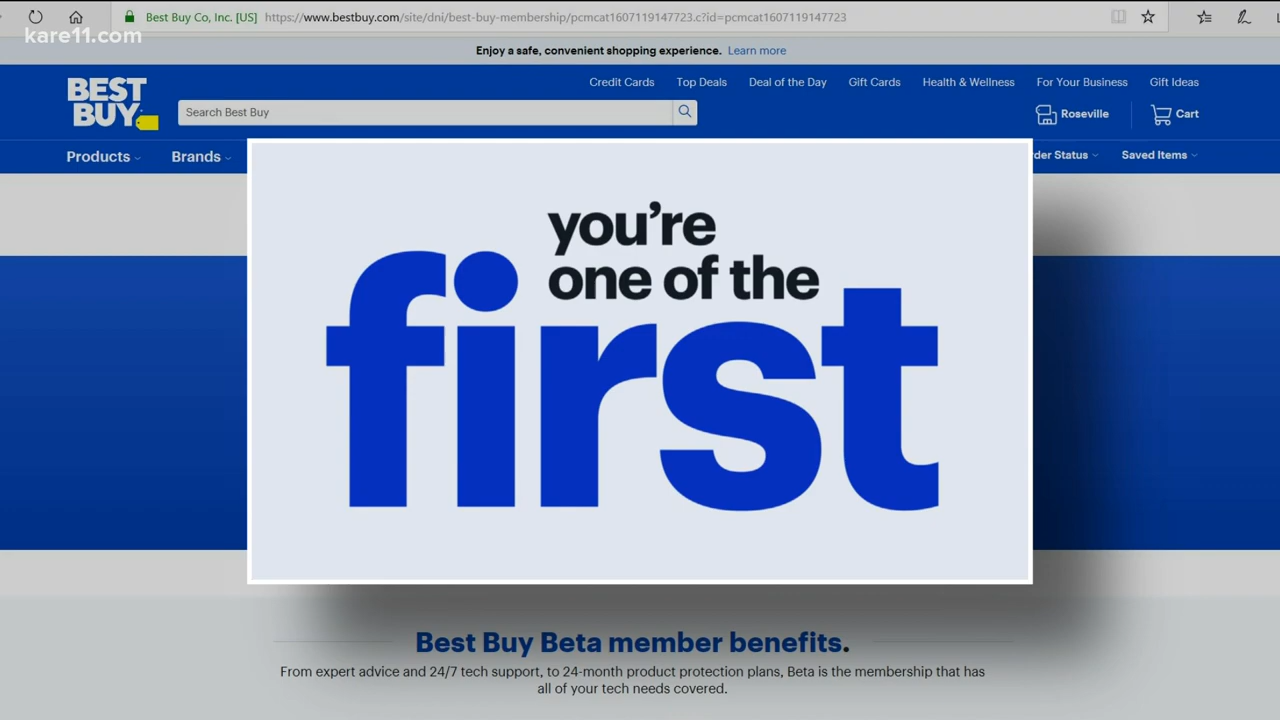 Best Buy Co, Inc. [US] https://www.bestbuy.com/site/dni/best-buy-membership/pcmcat1607119147723.c?id=pcmcat1607119147723
kare11.com
Enjoy a safe, convenient shopping experience. Learn more
Credit Cards Top Deals Deal of the Day Gift Cards Health & Wellness For Your Business Gift Ideas
BEST
BUY
Search Best Buy
Roseville
Cart
Products Brands rder Status Saved Items
you're
one of the
first
Best Buy Beta member benefits.
From expert advice and 24/7 tech support, to 24-month product protection plans, Beta is the membership that has
all of your tech needs covered.